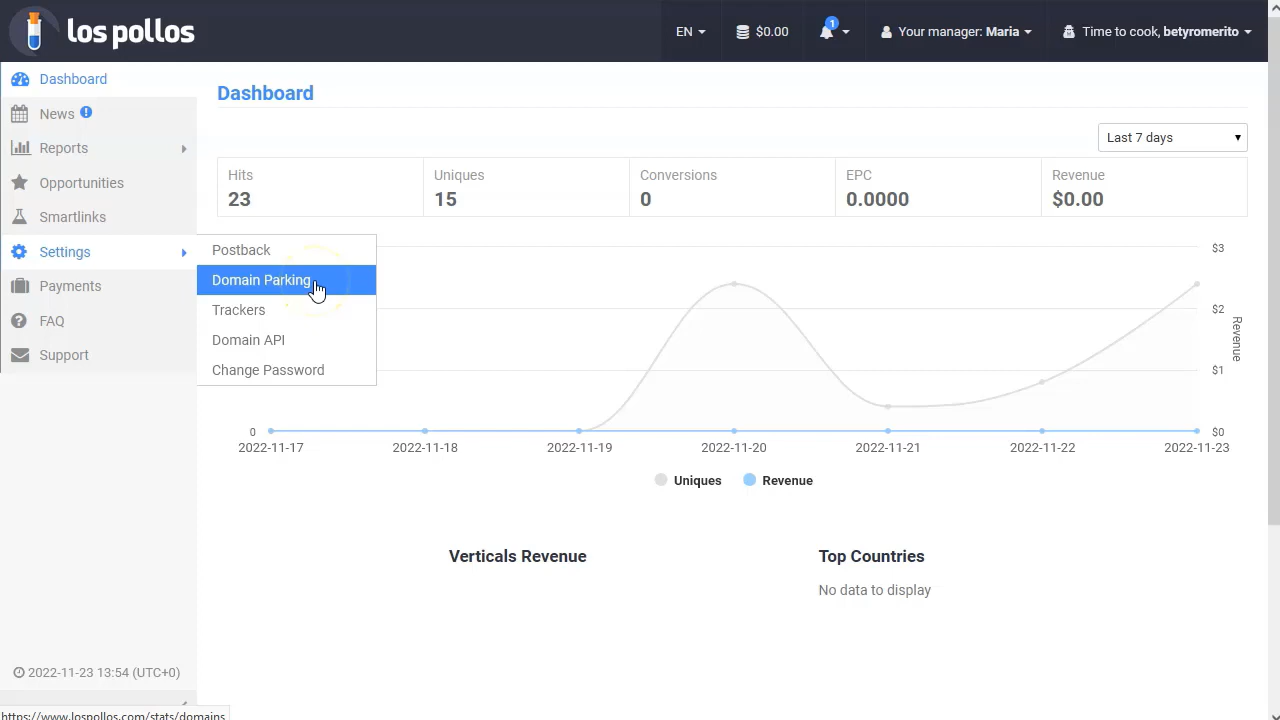 los pollos
EN
$0.00
1
Your manager: Maria
Time to cook, betyromerito
Dashboard
News
Reports
Opportunities
Smartlinks
Settings
Payments
FAQ
Support
Postback
Domain Parking
Trackers
Domain API
Change Password
Dashboard
Last 7 days
Hits
23
Uniques
15
Conversions
0
EPC
0.0000
Revenue
$0.00
$3
$2
$1
$0
Revenue
0
2022-11-17
2022-11-18
2022-11-19
2022-11-20
2022-11-21
2022-11-22
2022-11-23
Uniques
Revenue
Verticals Revenue
Top Countries
No data to display
2022-11-23 13:54 (UTC+0)
https://www.lospollos.com/stats/domains